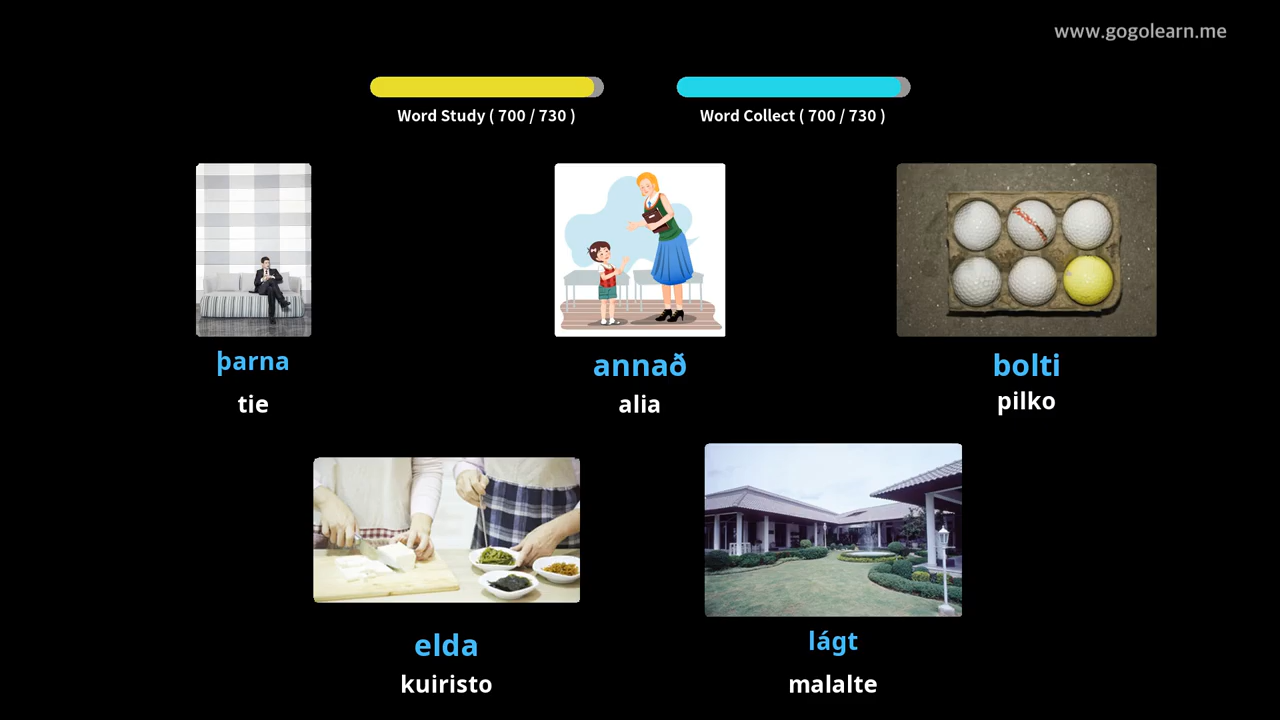 www.gogolearn.me
Word Study ( 700 / 730 )
Word Collect ( 700 / 730 )
þarna
tie
annað
alia
bolti
pilko
elda
kuiristo
lágt
malalte